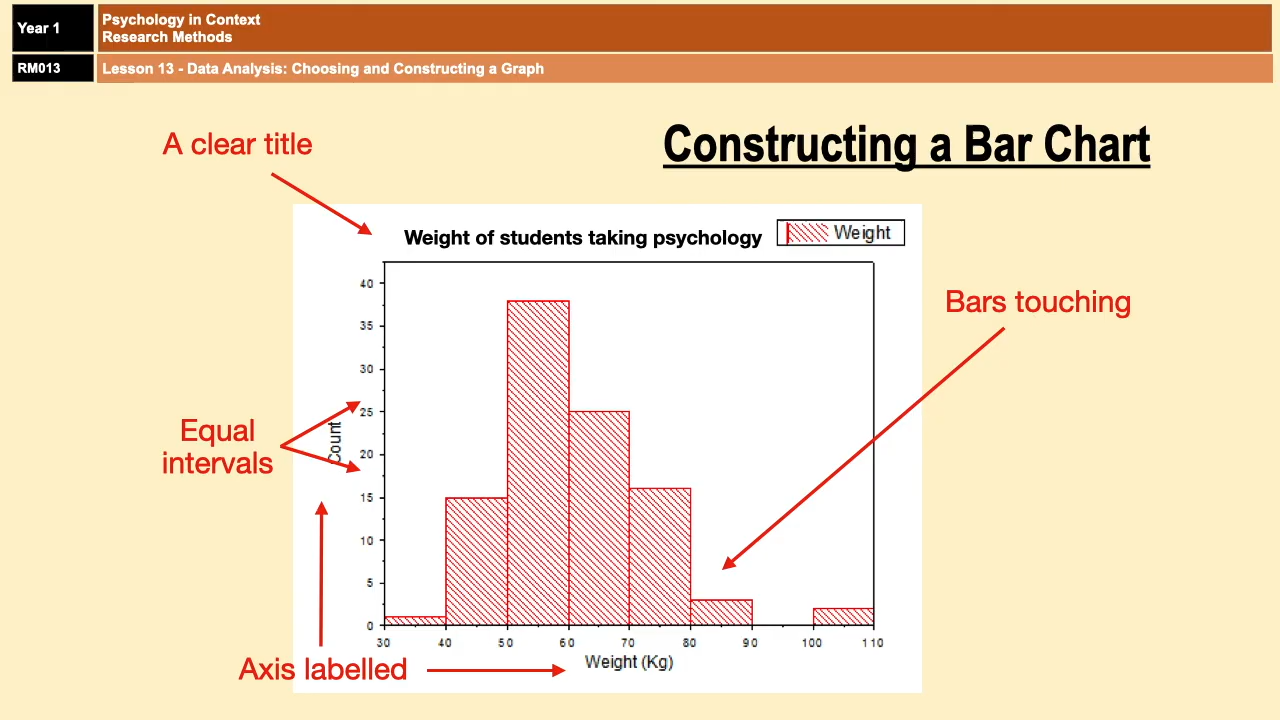 Year 1
Psychology in Context
Research Methods
RM013
Lesson 13 - Data Analysis: Choosing and Constructing a Graph
A clear title
Constructing a Bar Chart
Weight of students taking psychology
Weight
Bars touching
Equal
intervals
Count
40
35
30
25
20
15
10
5
0
30 40 50 60 70 80 90 100 110
Weight (Kg)
Axis labelled